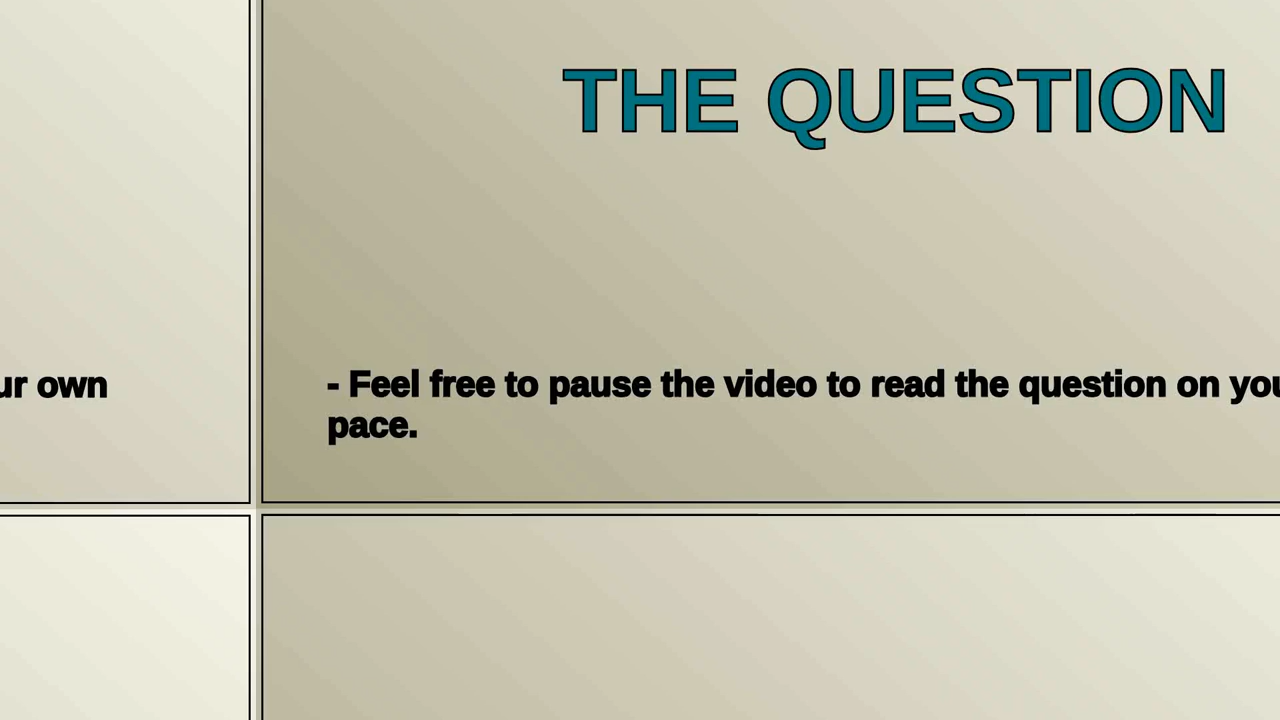 THE QUESTION
ur own
- Feel free to pause the video to read the question on you
pace.